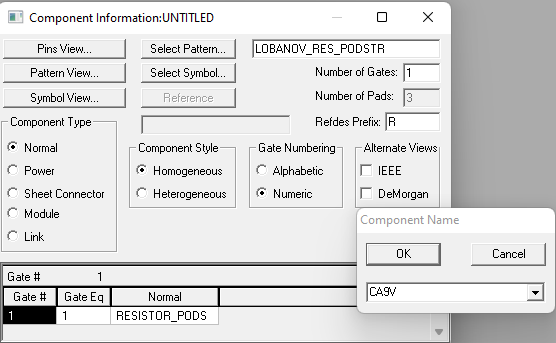 Component Information:UNTITLED
Pins View... Select Pattern... LOBANOV_RES_PODSTR
Pattern View... Select Symbol... Number of Gates: 1
Symbol View... Reference Number of Pads: 3
Refdes Prefix: R
Component Type Component Style Gate Numbering Alternate Views
Normal Homogeneous Alphabetic IEEE
Power Heterogeneous Numeric DeMorgan
Sheet Connector
Module
Link
Component Name
OK Cancel
CA9V
Gate # 1
Gate # Gate Eq Normal
1 1 RESISTOR_PODS